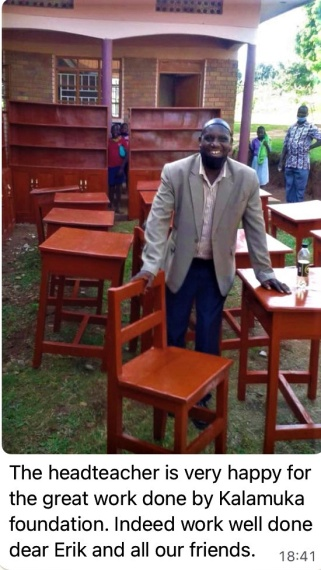 The headteacher is very happy for
the great work done by Kalamuka
foundation. Indeed work well done
dear Erik and all our friends.
18:41